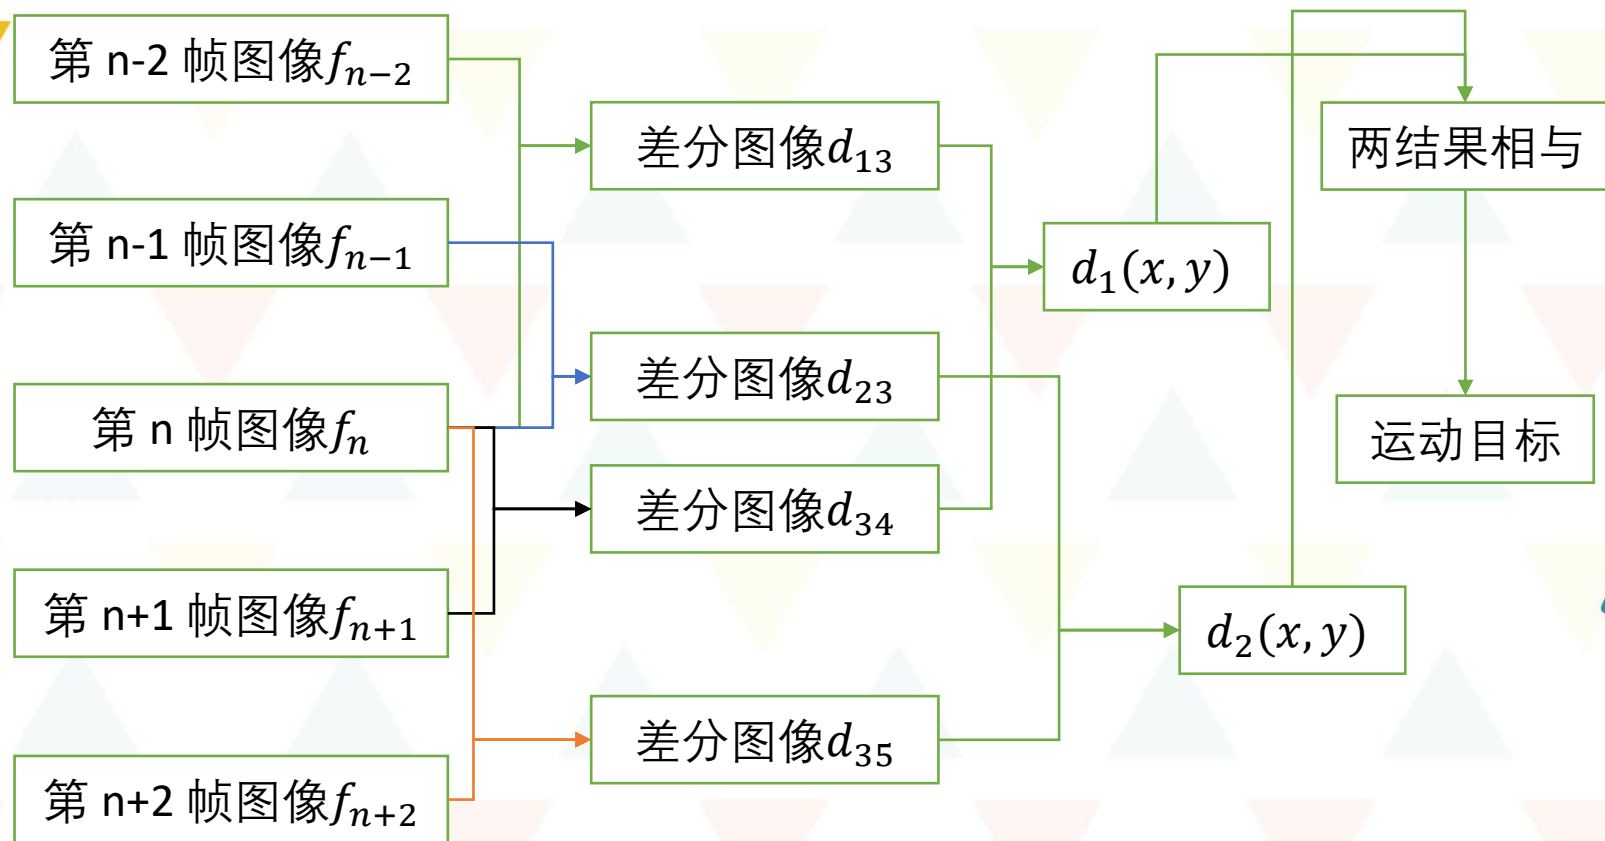 第 n-2 帧图像f_{n-2}
第 n-1 帧图像f_{n-1}
第 n 帧图像f_n
第 n+1 帧图像f_{n+1}
第 n+2 帧图像f_{n+2}
差分图像d_{13}
差分图像d_{23}
差分图像d_{34}
差分图像d_{35}
d_1(x, y)
d_2(x, y)
两结果相与
运动目标